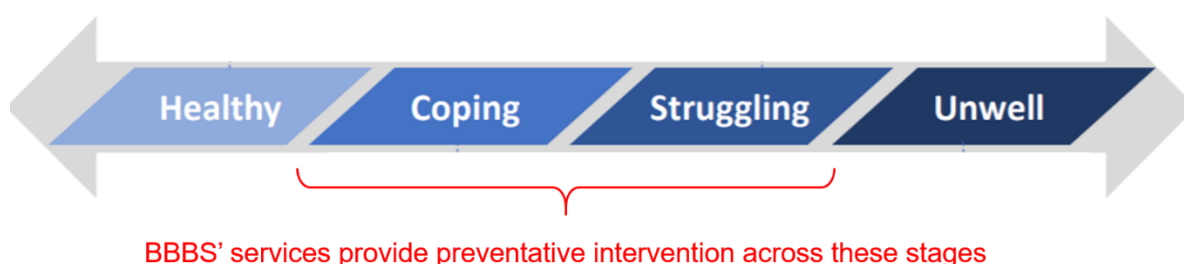 Healthy Coping Struggling Unwell
BBBS’ services provide preventative intervention across these stages